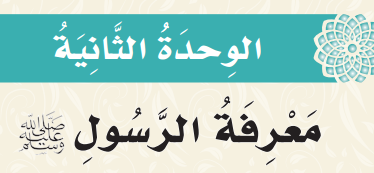 الوِحدَةُ الثَّانِيَةُ
مَعْرِفَةُ الرَّسُولِ ﷺ